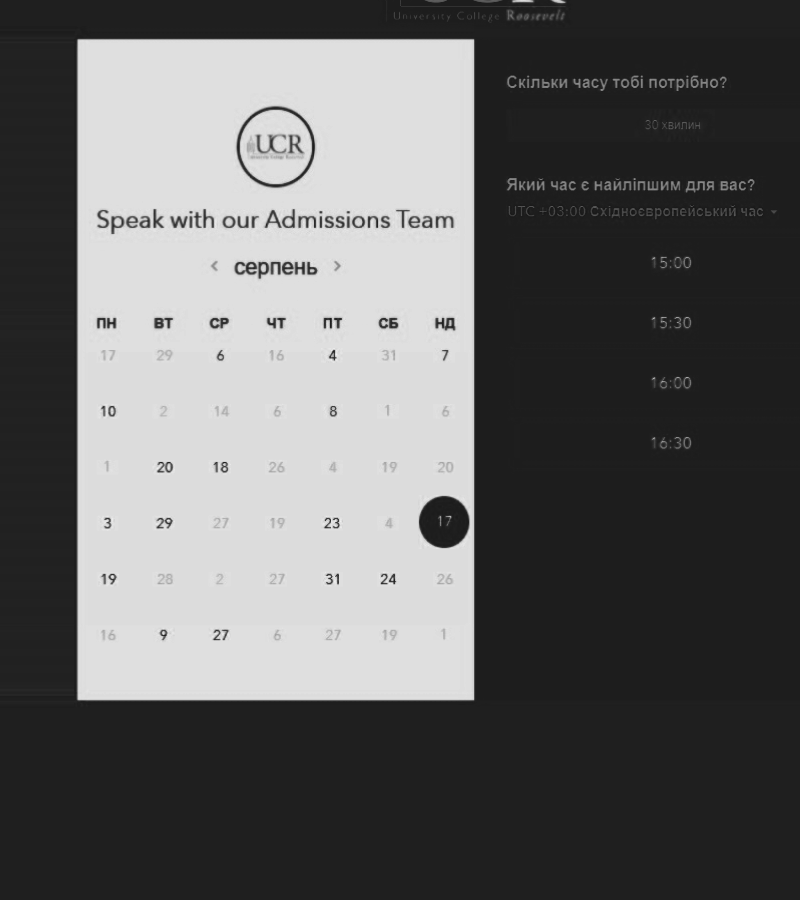 University College Roosevelt
UCR
Speak with our Admissions Team
< серпень >
ПН ВТ СР ЧТ ПТ СБ НД
17 29 6 16 4 31 7
10 2 14 6 8 1 6
1 20 18 26 4 19 20
3 29 27 19 23 4 17
19 28 2 27 31 24 26
16 9 27 6 27 19 1
Скільки часу тобі потрібно?
30 хвилин
Який час є найліпшим для вас?
UTC +03:00 Східноєвропейський час
15:00
15:30
16:00
16:30